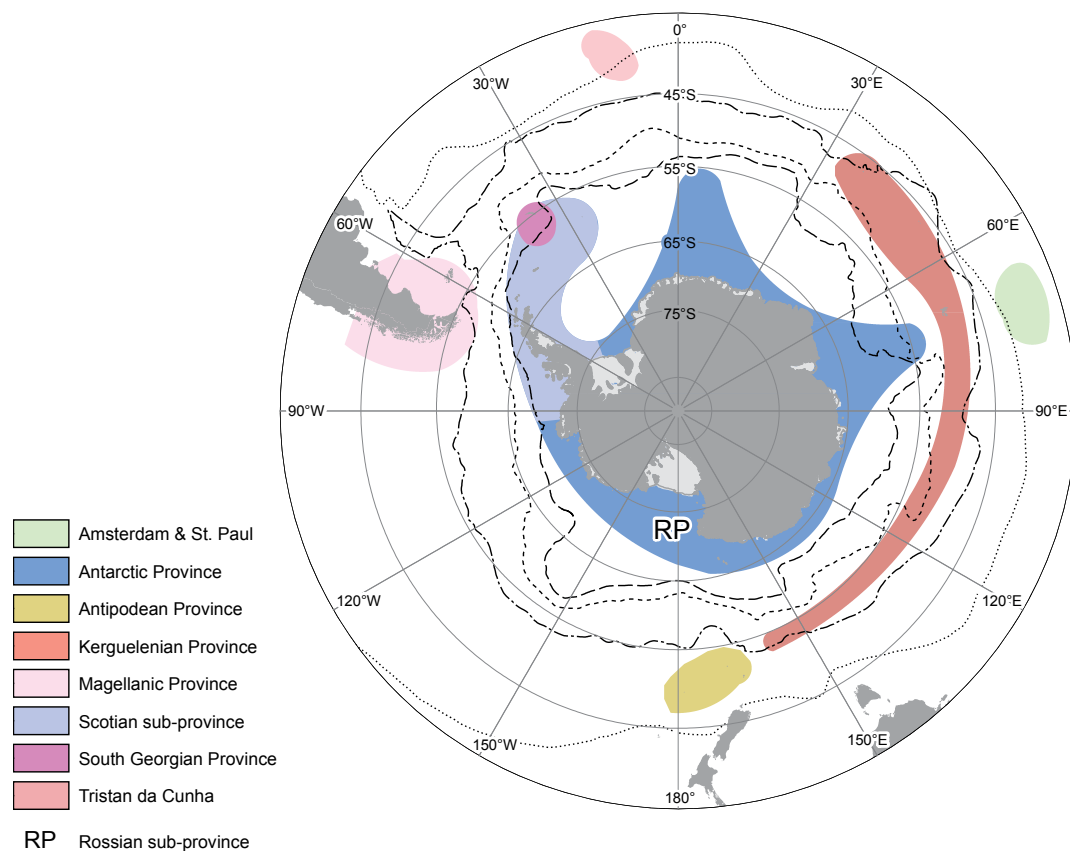 0°
30°W
30°E
45°S
55°S
60°W
60°E
65°S
75°S
90°W
90°E
RP
120°W
120°E
150°W
150°E
180°
Amsterdam & St. Paul
Antarctic Province
Antipodean Province
Kerguelenian Province
Magellanic Province
Scotian sub-province
South Georgian Province
Tristan da Cunha
RP Rossian sub-province